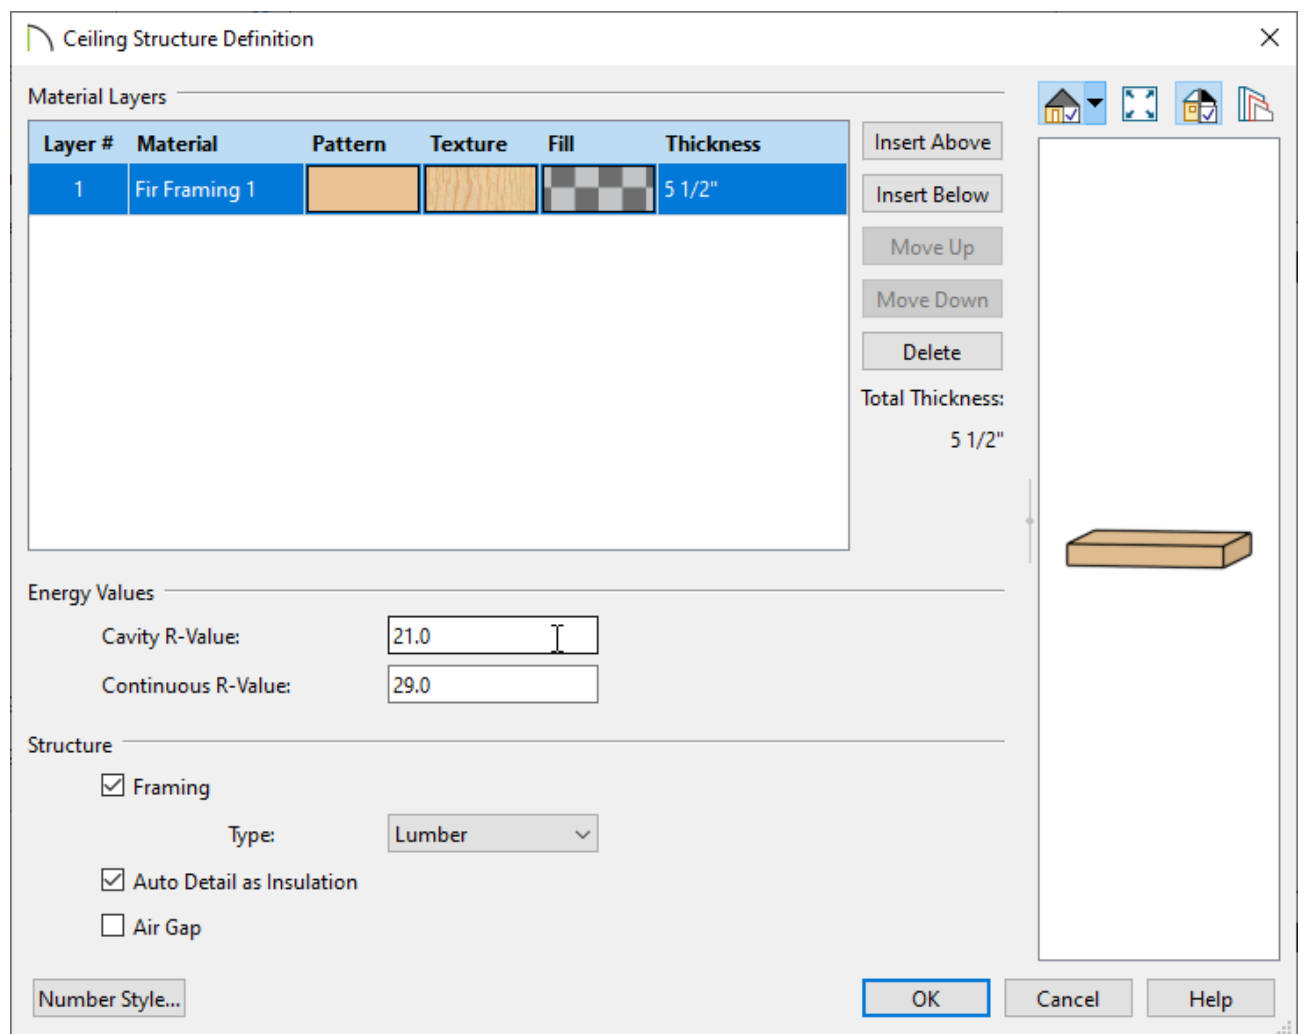 Ceiling Structure Definition
Material Layers
Layer # Material Pattern Texture Fill Thickness
1 Fir Framing 1 5 1/2"
Insert Above
Insert Below
Move Up
Move Down
Delete
Total Thickness:
5 1/2"
Energy Values
Cavity R-Value: 21.0
Continuous R-Value: 29.0
Structure
Framing
Type: Lumber
Auto Detail as Insulation
Air Gap
Number Style... OK Cancel Help